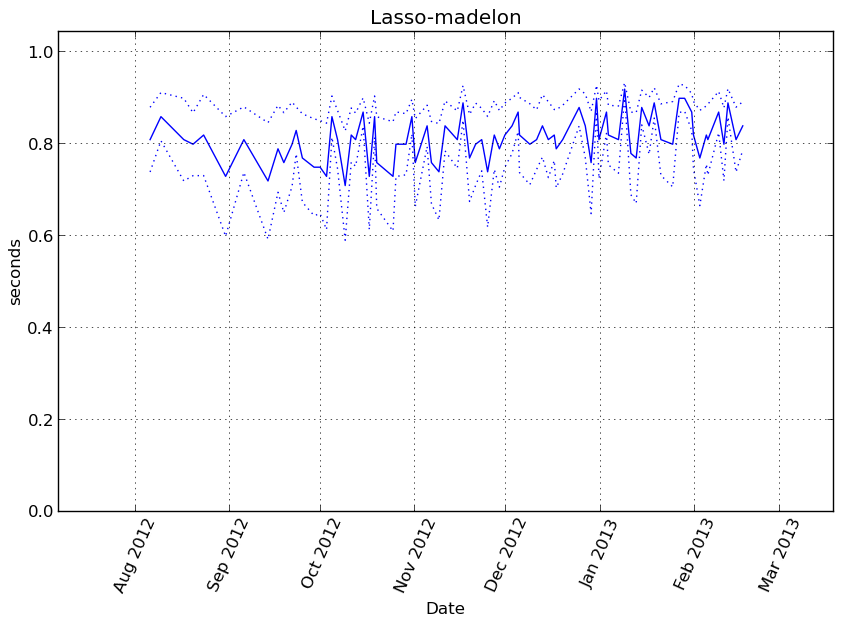 Lasso-madelon
1.0
0.8
0.6
0.4
0.2
0.0
seconds
Aug 2012
Sep 2012
Oct 2012
Nov 2012
Dec 2012
Jan 2013
Feb 2013
Mar 2013
Date